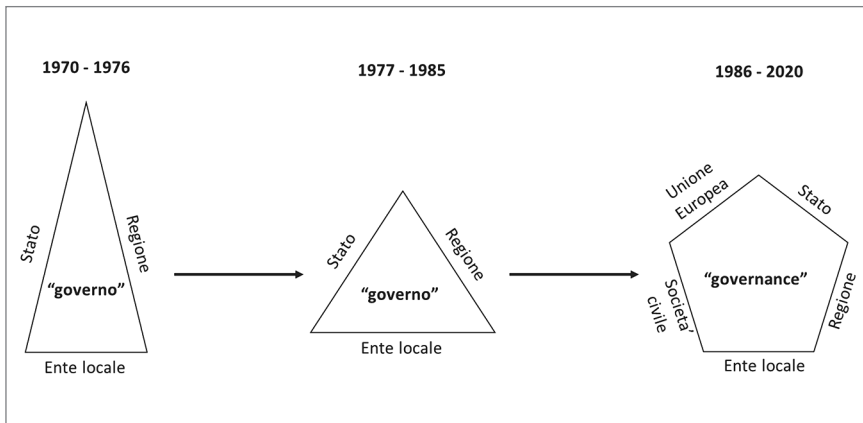 1970 - 1976
Stato
Regione
“governo”
Ente locale
1977 - 1985
Stato
Regione
“governo”
Ente locale
1986 - 2020
Unione
Europea
Stato
“governance”
Societa’
civile
Regione
Ente locale